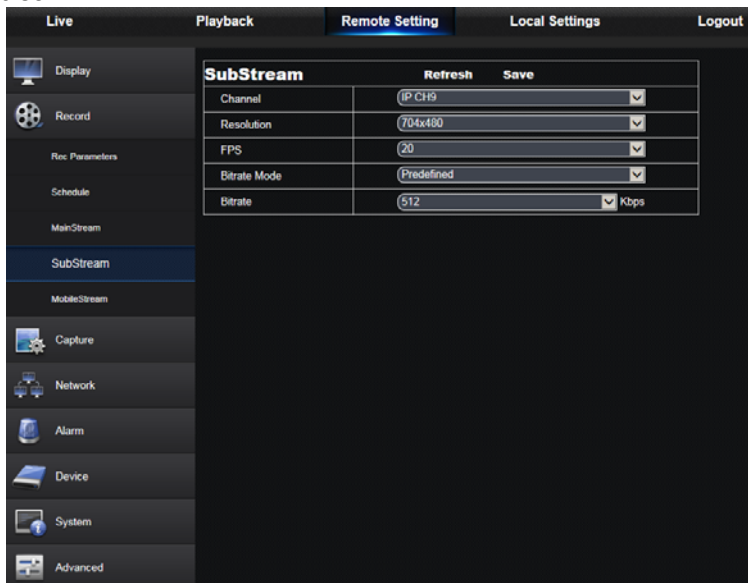 Live Playback Remote Setting Local Settings Logout
Display
Record
Rec Parameters
Schedule
MainStream
SubStream
MobileStream
Capture
Network
Alarm
Device
System
Advanced
SubStream Refresh Save
Channel IP CH9
Resolution 704x480
FPS 20
Bitrate Mode Predefined
Bitrate 512 Kbps